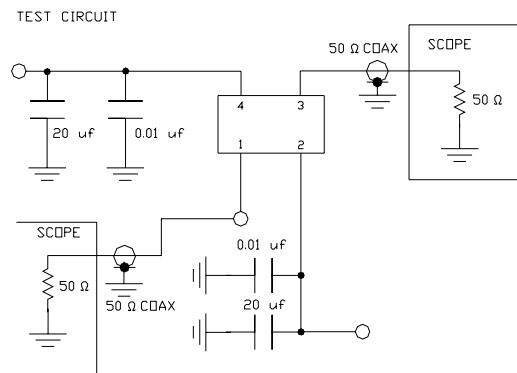 TEST CIRCUIT
50 Ω COAX
SCOPE
4
3
50 Ω
20 uf
0.01 uf
1
2
SCOPE
0.01 uf
50 Ω
50 Ω COAX
20 uf